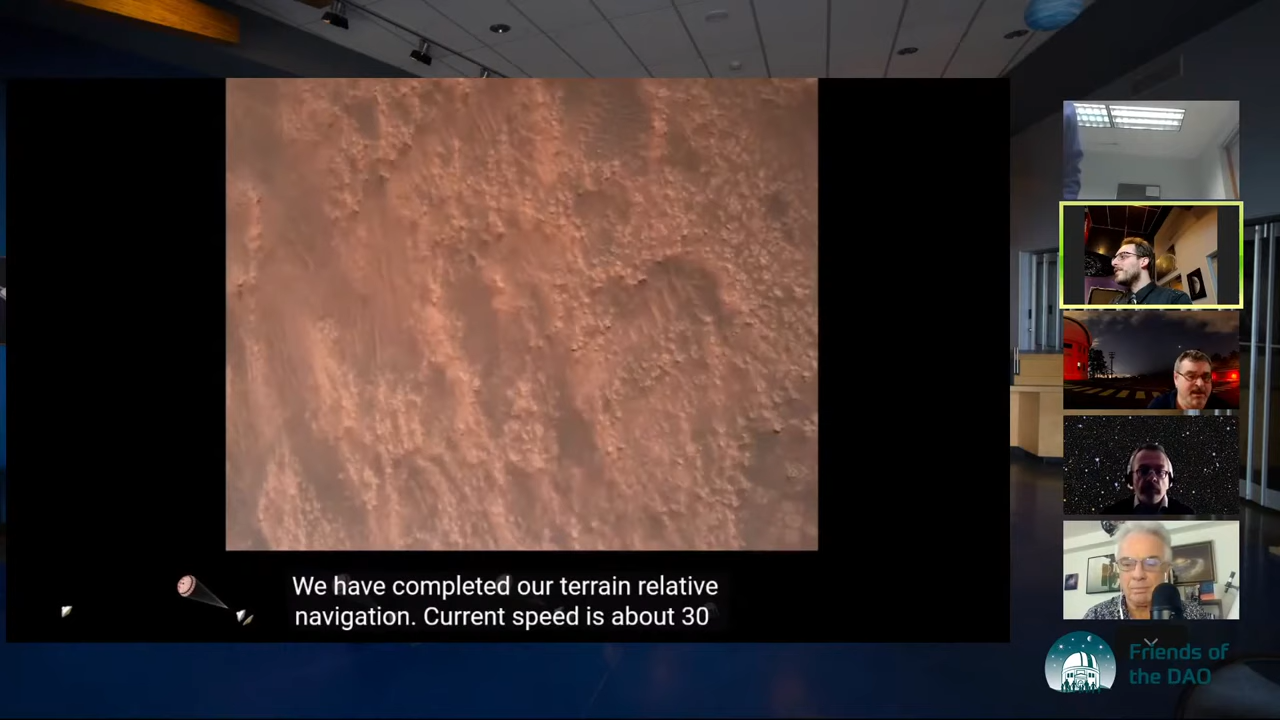 We have completed our terrain relative
navigation. Current speed is about 30
Friends of
the DAO